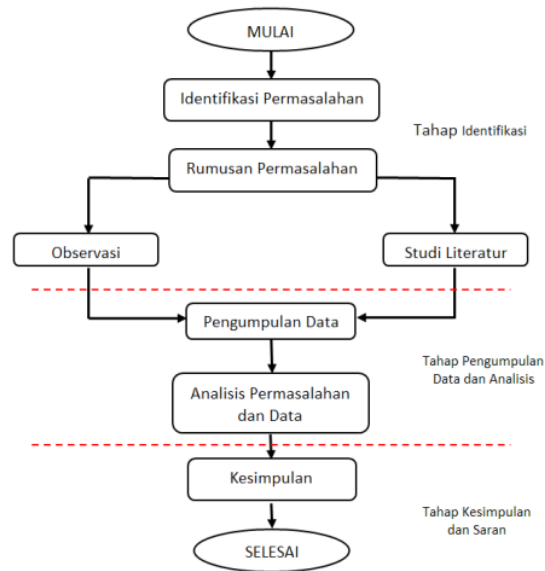 MULAI
Identifikasi Permasalahan
Tahap Identifikasi
Rumusan Permasalahan
Observasi
Studi Literatur
Pengumpulan Data
Tahap Pengumpulan
Data dan Analisis
Analisis Permasalahan
dan Data
Kesimpulan
Tahap Kesimpulan
dan Saran
SELESAI